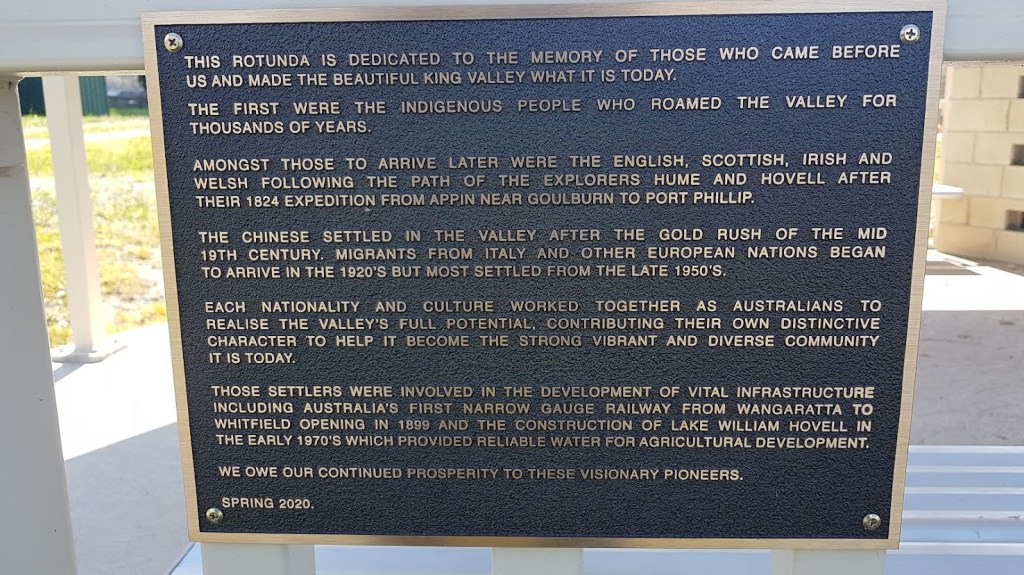 THIS ROTUNDA IS DEDICATED TO THE MEMORY OF THOSE WHO CAME BEFORE
US AND MADE THE BEAUTIFUL KING VALLEY WHAT IT IS TODAY.
THE FIRST WERE THE INDIGENOUS PEOPLE WHO ROAMED THE VALLEY FOR
THOUSANDS OF YEARS.
AMONGST THOSE TO ARRIVE LATER WERE THE ENGLISH, SCOTTISH, IRISH AND
WELSH FOLLOWING THE PATH OF THE EXPLORERS HUME AND HOVELL AFTER
THEIR 1824 EXPEDITION FROM APPIN NEAR GOULBURN TO PORT PHILLIP.
THE CHINESE SETTLED IN THE VALLEY AFTER THE GOLD RUSH OF THE MID
19TH CENTURY. MIGRANTS FROM ITALY AND OTHER EUROPEAN NATIONS BEGAN
TO ARRIVE IN THE 1920'S BUT MOST SETTLED FROM THE LATE 1950'S.
EACH NATIONALITY AND CULTURE WORKED TOGETHER AS AUSTRALIANS TO
REALISE THE VALLEY'S FULL POTENTIAL, CONTRIBUTING THEIR OWN DISTINCTIVE
CHARACTER TO HELP IT BECOME THE STRONG VIBRANT AND DIVERSE COMMUNITY
IT IS TODAY.
THOSE SETTLERS WERE INVOLVED IN THE DEVELOPMENT OF VITAL INFRASTRUCTURE
INCLUDING AUSTRALIA'S FIRST NARROW GAUGE RAILWAY FROM WANGARATTA TO
WHITFIELD OPENING IN 1899 AND THE CONSTRUCTION OF LAKE WILLIAM HOVELL IN
THE EARLY 1970'S WHICH PROVIDED RELIABLE WATER FOR AGRICULTURAL DEVELOPMENT.
WE OWE OUR CONTINUED PROSPERITY TO THESE VISIONARY PIONEERS.
SPRING 2020.